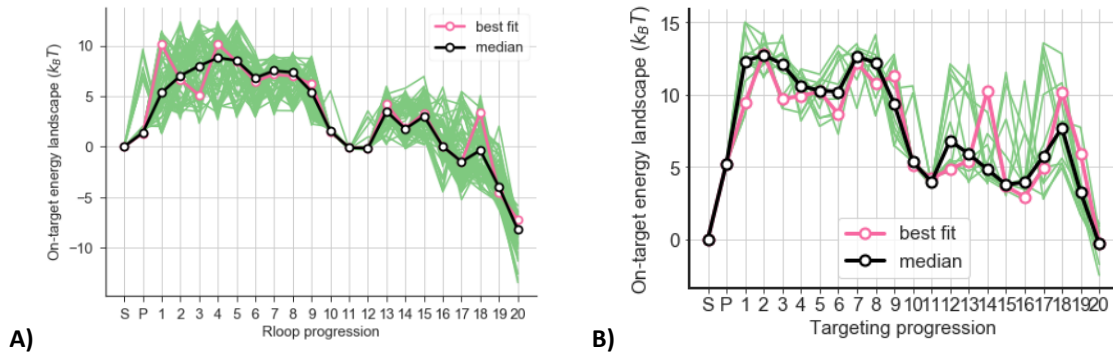 On-target energy landscape (kBT)
10
5
0
−5
−10
best fit
median
S P 1 2 3 4 5 6 7 8 9 10 11 12 13 14 15 16 17 18 19 20
Rloop progression
A)
On-target energy landscape (kBT)
15
10
5
0
best fit
median
S P 1 2 3 4 5 6 7 8 9 10 11 12 13 14 15 16 17 18 19 20
Targeting progression
B)